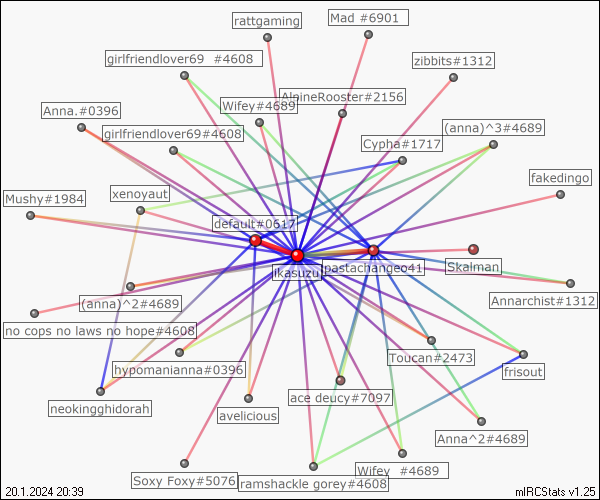 rattgaming
Mad #6901
girlfriendlover69 #4608
zibbits#1312
AlpineRooster#2156
Wifey #4689
Anna.#0396
girlfriendlover69#4608
(anna)^3#4689
Cypha#1717
fakedingo
Mushy#1984
xenoyaut
default#0617
ikasuzu
pastachangeo41
Skalman
(anna)^2#4689
Annarchist#1312
no cops no laws no hope#4608
Toucan#2473
hypomanianna#0396
frisout
ace deucy#7097
neokingghidorah
avelicious
Anna^2#4689
Soxy Foxy#5076
ramshackle gorey#4608
Wifey #4689
20.1.2024 20:39
mIRCStats v1.25